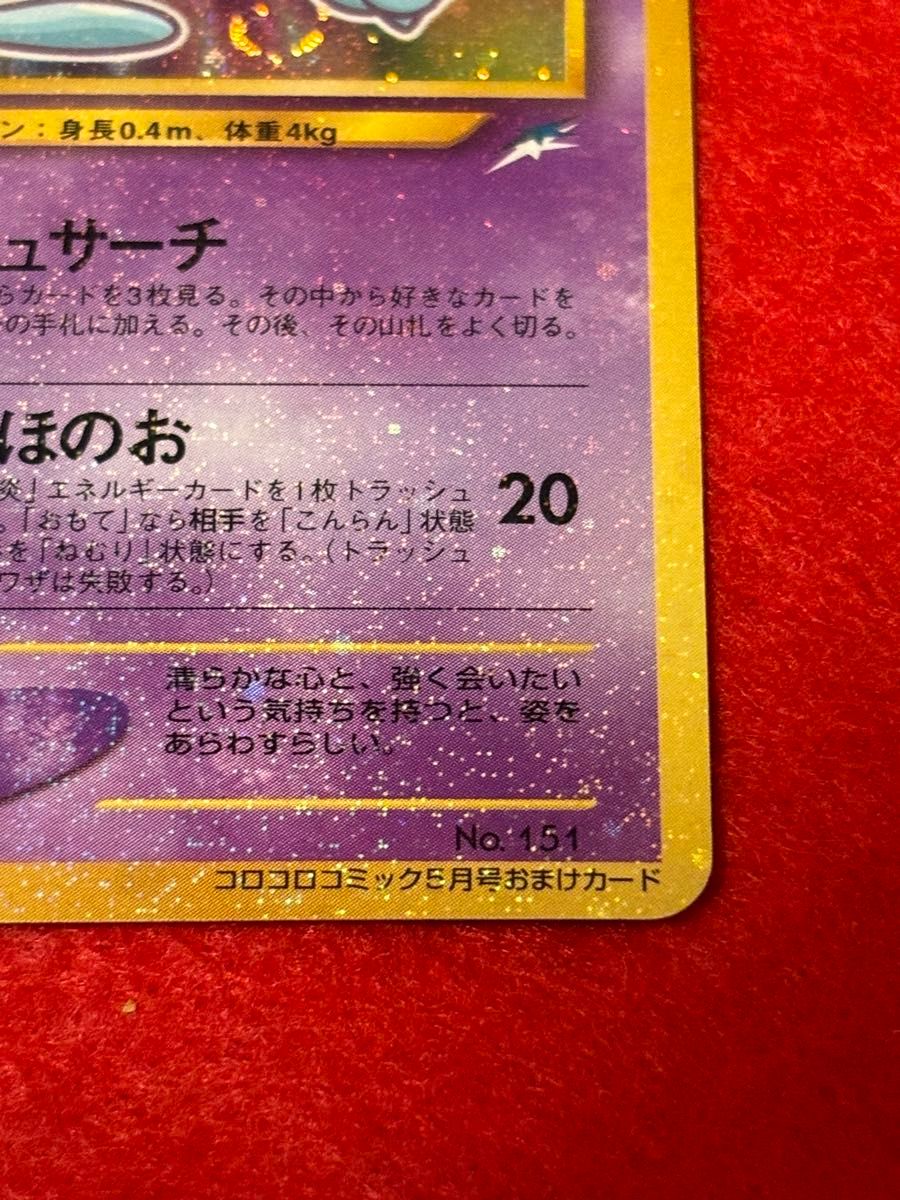 ン：身長0.4m、体重4kg
ュサーチ
らカードを3枚見る。その中から好きなカードを
の手札に加える。その後、その山札をよく切る。
ほのお
炎」エネルギーカードを1枚トラッシュ
20
。「おもて」なら相手を「こんらん」状態
を「ねむり」状態にする。（トラッシュ
ワザは失敗する。）
清らかな心と、強く会いたい
という気持ちを持つと、姿を
あらわすらしい。
No. 151
コロコロコミック5月号おまけカード